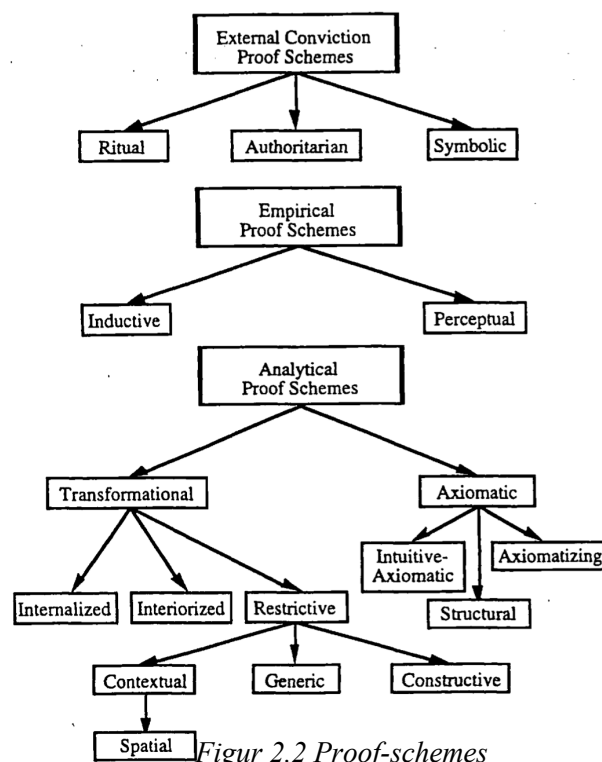 External Conviction
Proof Schemes
Ritual Authoritarian Symbolic
Empirical
Proof Schemes
Inductive Perceptual
Analytical
Proof Schemes
Transformational Axiomatic
Intuitive-
Axiomatic
Axiomatizing
Internalized Interiorized Restrictive
Structural
Contextual Generic Constructive
Spatial
Figur 2.2 Proof-schemes